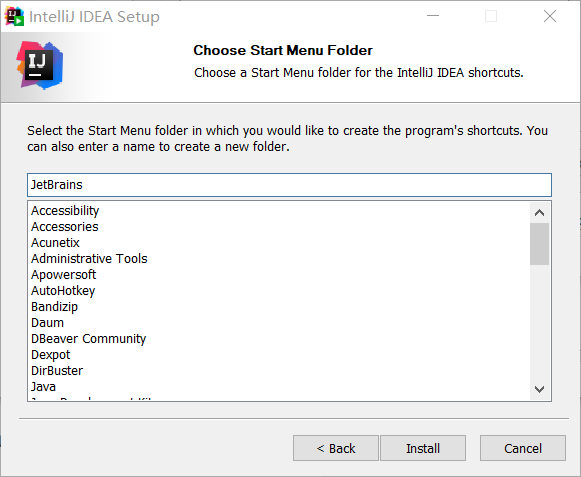 IntelliJ IDEA Setup
IJ
Choose Start Menu Folder
Choose a Start Menu folder for the IntelliJ IDEA shortcuts.
Select the Start Menu folder in which you would like to create the program's shortcuts. You
can also enter a name to create a new folder.
JetBrains
Accessibility
Accessories
Acunetix
Administrative Tools
Apowersoft
AutoHotkey
Bandizip
Daum
DBeaver Community
Dexpot
DirBuster
Java
< Back
Install
Cancel